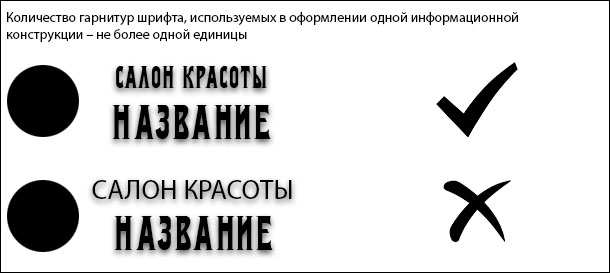 Количество гарнитур шрифта, используемых в оформлении одной информационной
конструкции – не более одной единицы
САЛОН КРАСОТЫ
НАЗВАНИЕ
САЛОН КРАСОТЫ
НАЗВАНИЕ